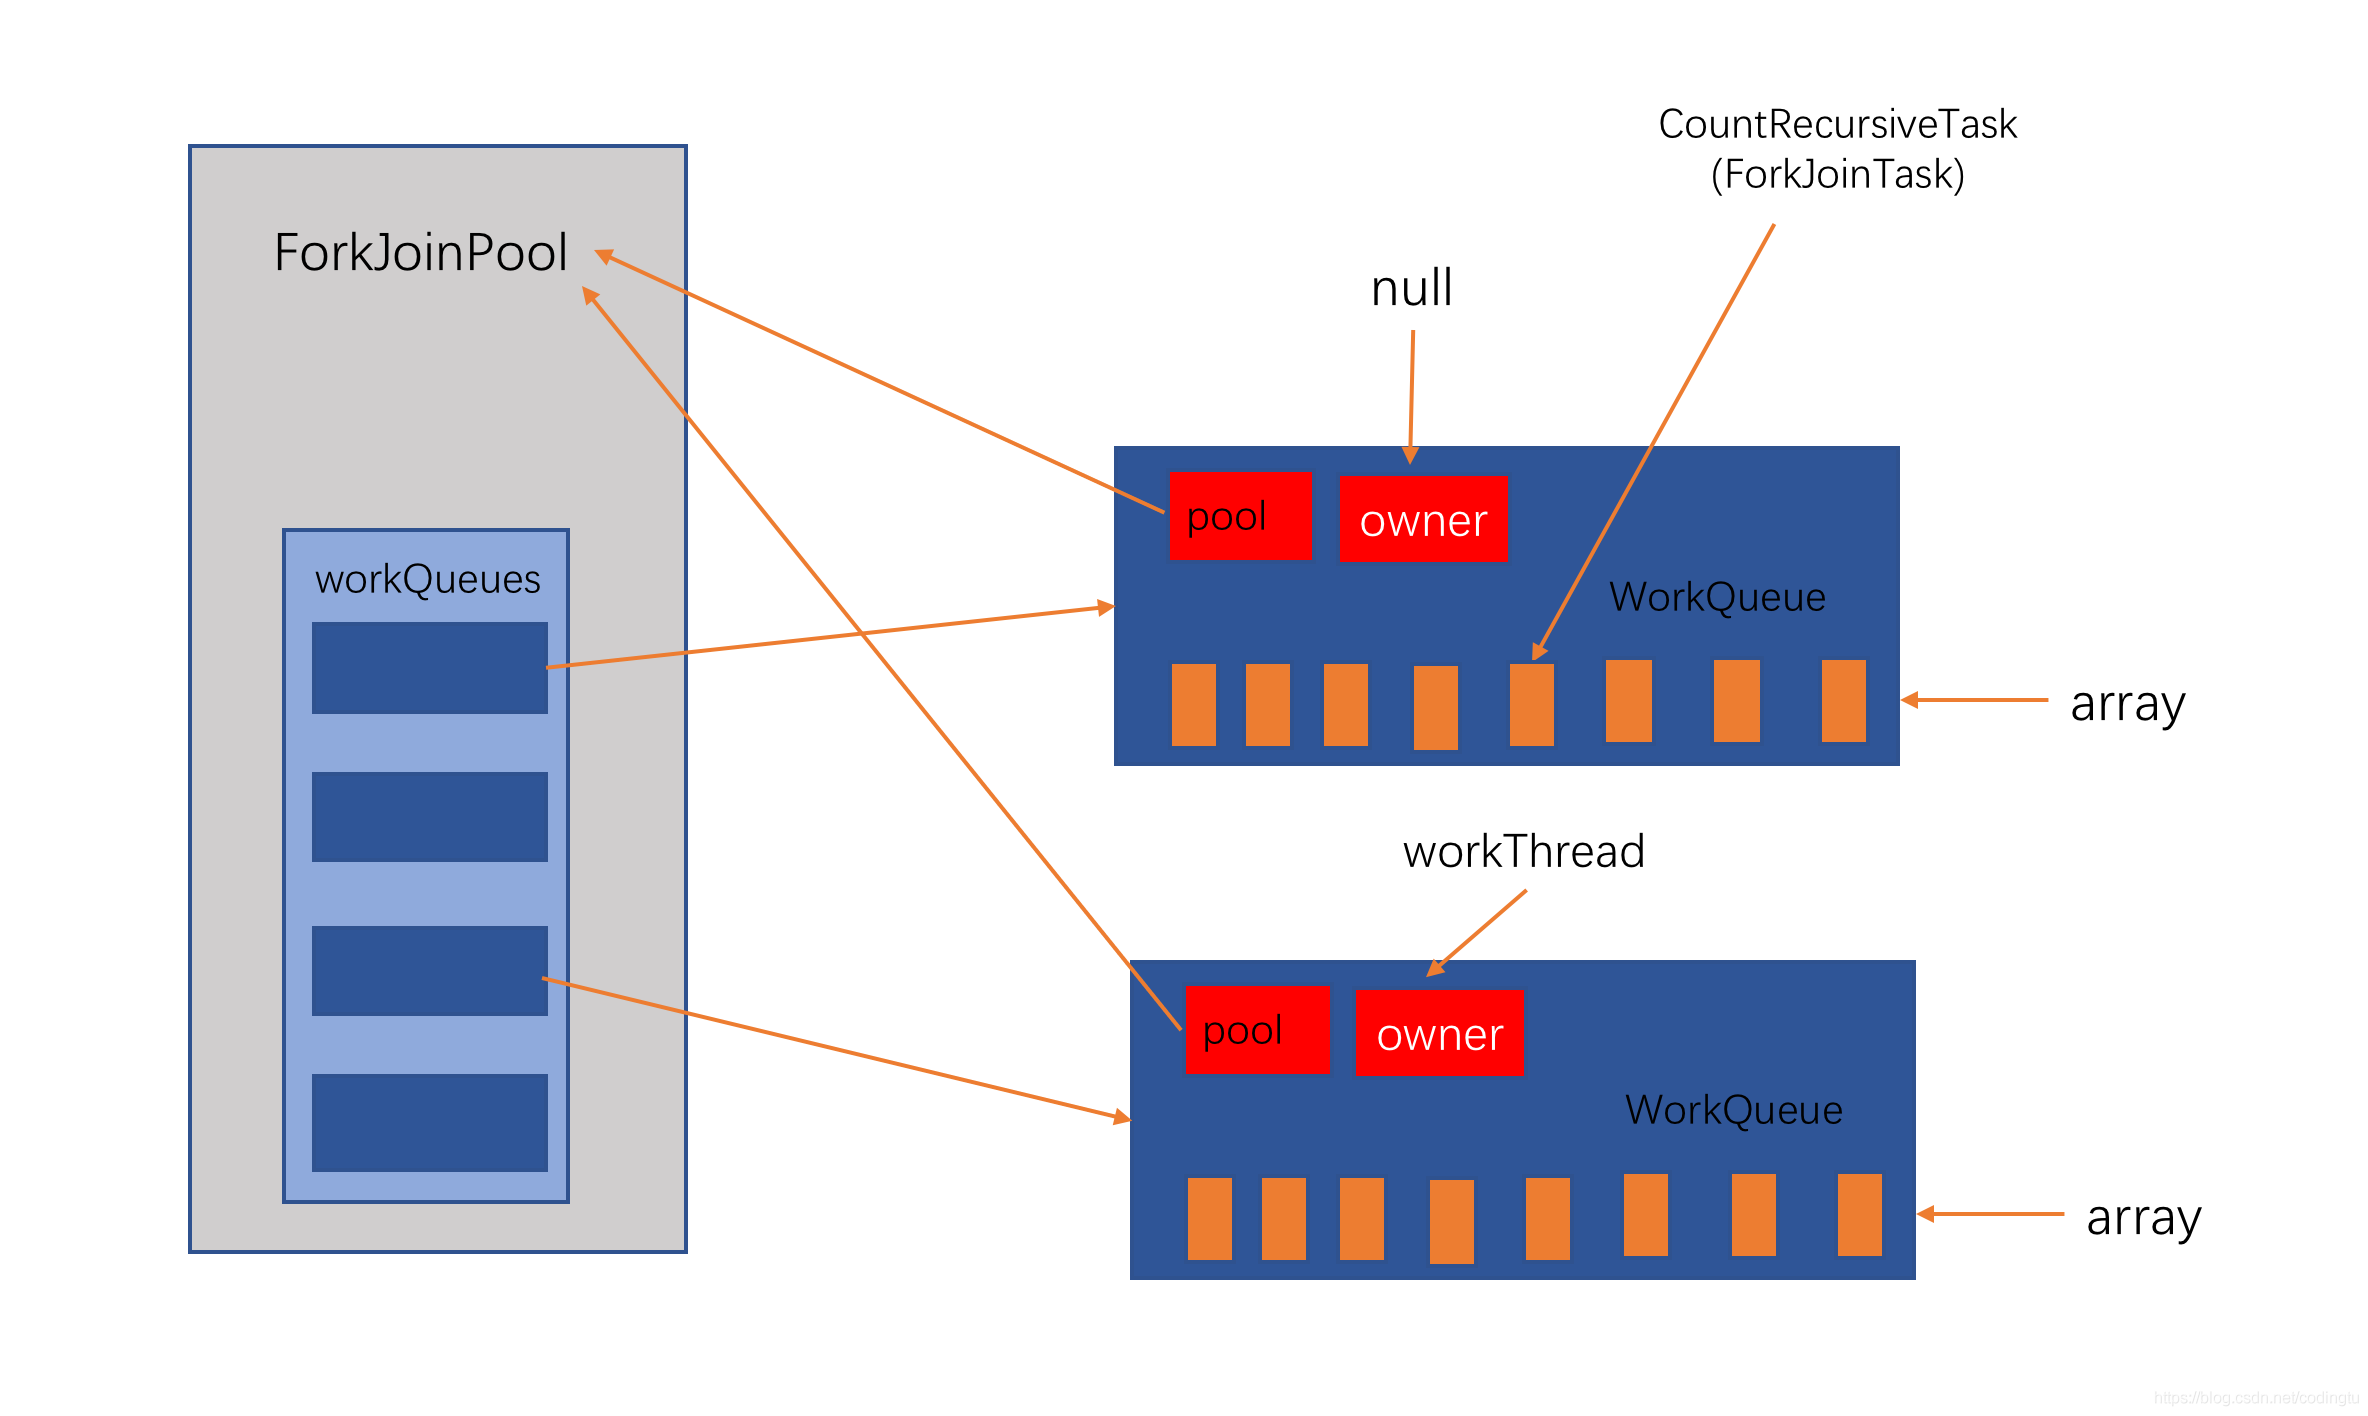 CountRecursiveTask
(ForkJoinTask)
ForkJoinPool
null
pool
owner
workQueues
WorkQueue
array
workThread
pool
owner
WorkQueue
array
https://blog.csdn.net/codingtu